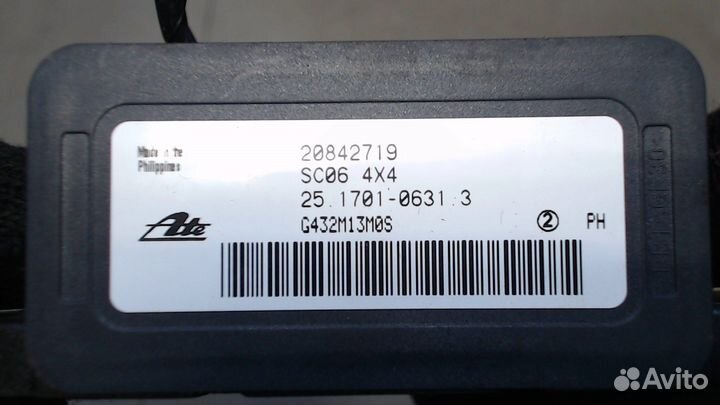 Made in the
Philippines
20842719
SC06 4X4
25.1701-0631.3
G432M13M0S
Ate
② PH
Avito